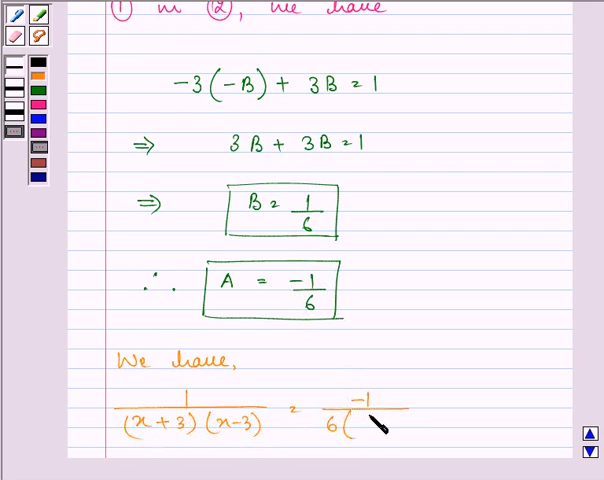 ① in ②, we have
-3(-B) + 3B = 1
⇒ 3B + 3B = 1
⇒ B = 1/6
∴ A = -1/6
We have,
1/((x+3)(x-3)) = -1/(6(